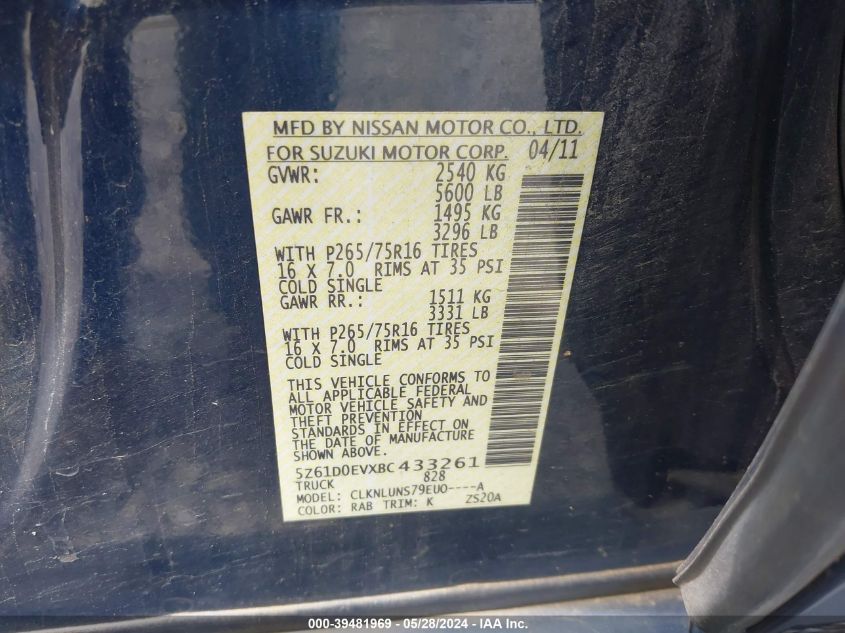 MFD BY NISSAN MOTOR CO., LTD.
FOR SUZUKI MOTOR CORP. 04/11
GVWR: 2540 KG
5600 LB
GAWR FR.: 1495 KG
3296 LB
WITH P265/75R16 TIRES
16 X 7.0 RIMS AT 35 PSI
COLD SINGLE
GAWR RR.: 1511 KG
3331 LB
WITH P265/75R16 TIRES
16 X 7.0 RIMS AT 35 PSI
COLD SINGLE
THIS VEHICLE CONFORMS TO
ALL APPLICABLE FEDERAL
MOTOR VEHICLE SAFETY AND
THEFT PREVENTION
STANDARDS IN EFFECT ON
THE DATE OF MANUFACTURE
SHOWN ABOVE.
5Z61D0EVXBC433261
TRUCK 828
MODEL: CLKNLUNS79EUO----A
COLOR: RAB TRIM: K ZS20A
000-39481969 - 05/28/2024 - IAA Inc.